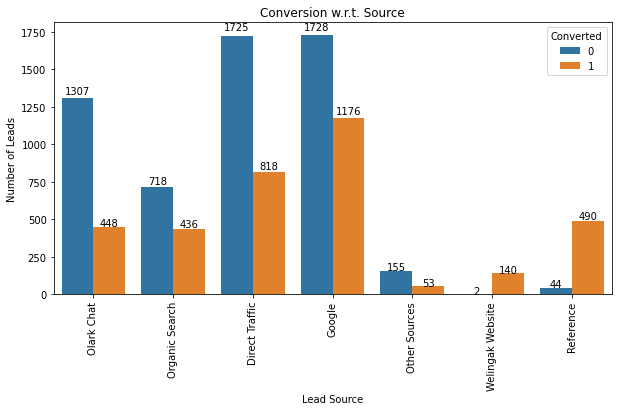 Conversion w.r.t. Source
Number of Leads
1750
1500
1250
1000
750
500
250
0
Converted
0
1
1307
448
718
436
1725
818
1728
1176
155
53
2
140
44
490
Olark Chat
Organic Search
Direct Traffic
Google
Other Sources
Welingak Website
Reference
Lead Source